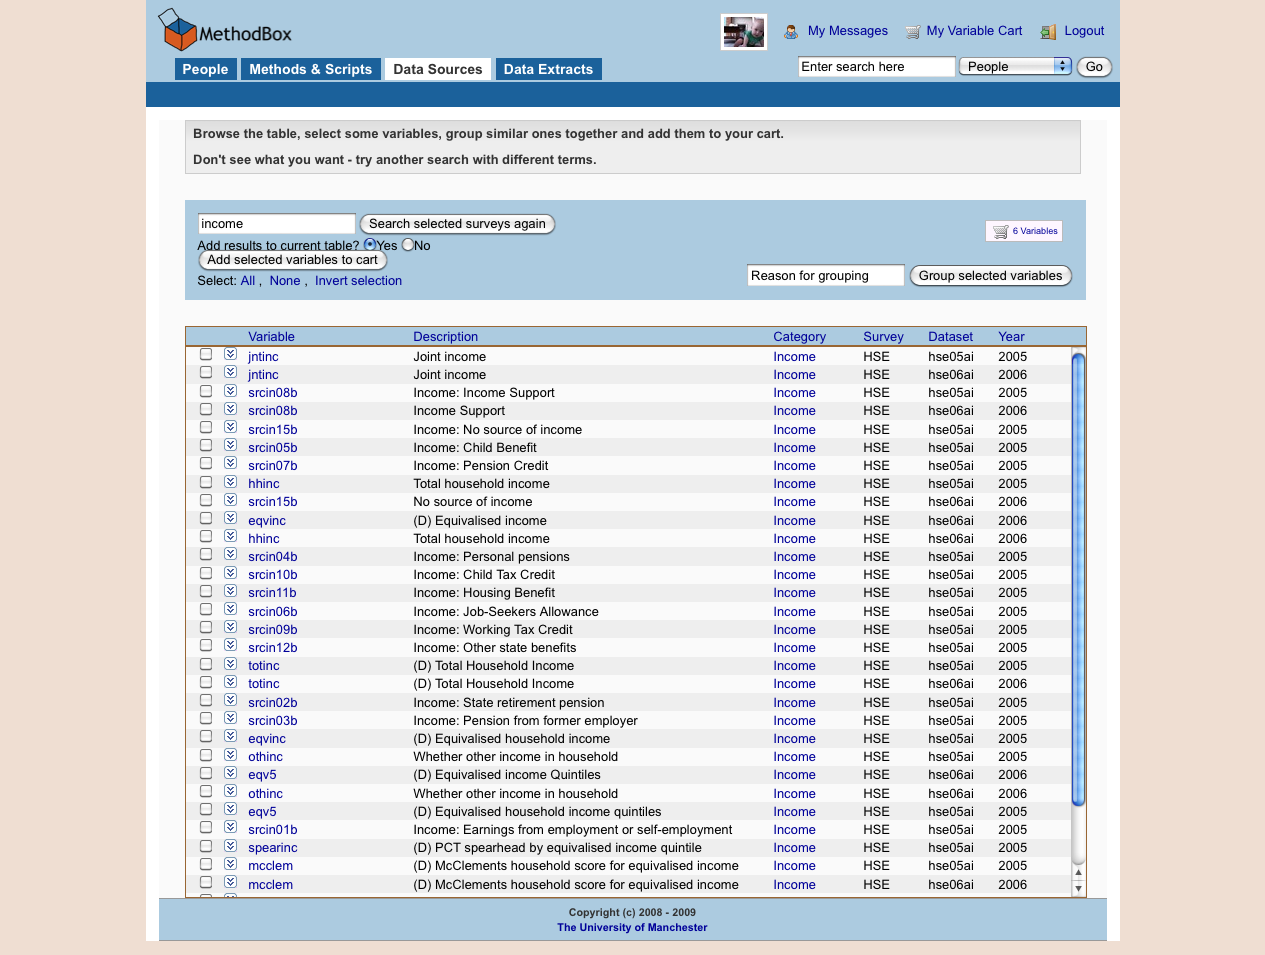 MethodBox
My Messages My Variable Cart Logout
People Methods & Scripts Data Sources Data Extracts
Enter search here People Go
Browse the table, select some variables, group similar ones together and add them to your cart.
Don't see what you want - try another search with different terms.
income Search selected surveys again
6 Variables
Add results to current table? Yes No
Add selected variables to cart
Reason for grouping Group selected variables
Select: All , None , Invert selection
Variable Description Category Survey Dataset Year
jntinc Joint income Income HSE hse05ai 2005
jntinc Joint income Income HSE hse06ai 2006
srcin08b Income: Income Support Income HSE hse05ai 2005
srcin08b Income Support Income HSE hse06ai 2006
srcin15b Income: No source of income Income HSE hse05ai 2005
srcin05b Income: Child Benefit Income HSE hse05ai 2005
srcin07b Income: Pension Credit Income HSE hse05ai 2005
hhinc Total household income Income HSE hse05ai 2005
srcin15b No source of income Income HSE hse06ai 2006
eqvinc (D) Equivalised income Income HSE hse06ai 2006
hhinc Total household income Income HSE hse06ai 2006
srcin04b Income: Personal pensions Income HSE hse05ai 2005
srcin10b Income: Child Tax Credit Income HSE hse05ai 2005
srcin11b Income: Housing Benefit Income HSE hse05ai 2005
srcin06b Income: Job-Seekers Allowance Income HSE hse05ai 2005
srcin09b Income: Working Tax Credit Income HSE hse05ai 2005
srcin12b Income: Other state benefits Income HSE hse05ai 2005
totinc (D) Total Household Income Income HSE hse05ai 2005
totinc (D) Total Household Income Income HSE hse06ai 2006
srcin02b Income: State retirement pension Income HSE hse05ai 2005
srcin03b Income: Pension from former employer Income HSE hse05ai 2005
eqvinc (D) Equivalised household income Income HSE hse05ai 2005
othinc Whether other income in household Income HSE hse05ai 2005
eqv5 (D) Equivalised income Quintiles Income HSE hse06ai 2006
othinc Whether other income in household Income HSE hse06ai 2006
eqv5 (D) Equivalised household income quintiles Income HSE hse05ai 2005
srcin01b Income: Earnings from employment or self-employment Income HSE hse05ai 2005
spearinc (D) PCT spearhead by equivalised income quintile Income HSE hse05ai 2005
mcclem (D) McClements household score for equivalised income Income HSE hse05ai 2005
mcclem (D) McClements household score for equivalised income Income HSE hse06ai 2006
Copyright (c) 2008 - 2009
The University of Manchester